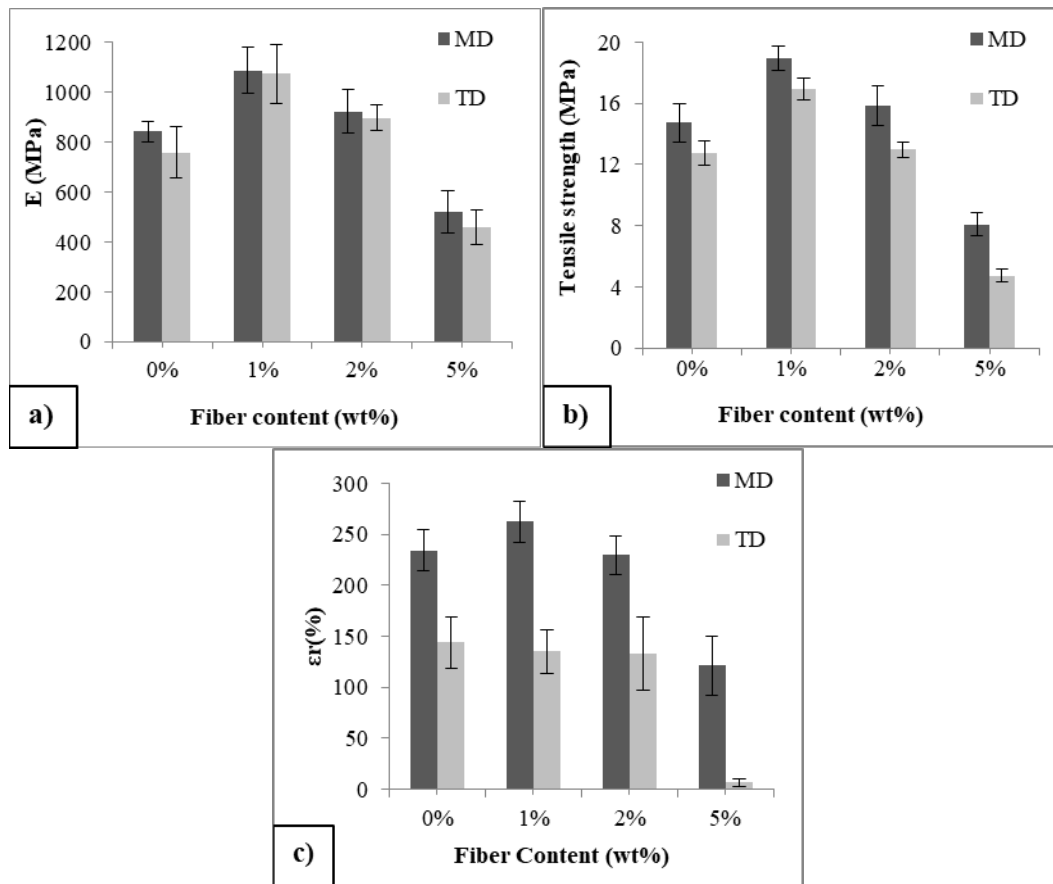 1200
1000
800
600
400
200
0
E (MPa)
MD
TD
0% 1% 2% 5%
Fiber content (wt%)
a)
20
16
12
8
4
0
Tensile strength (MPa)
MD
TD
0% 1% 2% 5%
Fiber content (wt%)
b)
300
250
200
150
100
50
0
εr(%)
MD
TD
0% 1% 2% 5%
Fiber Content (wt%)
c)